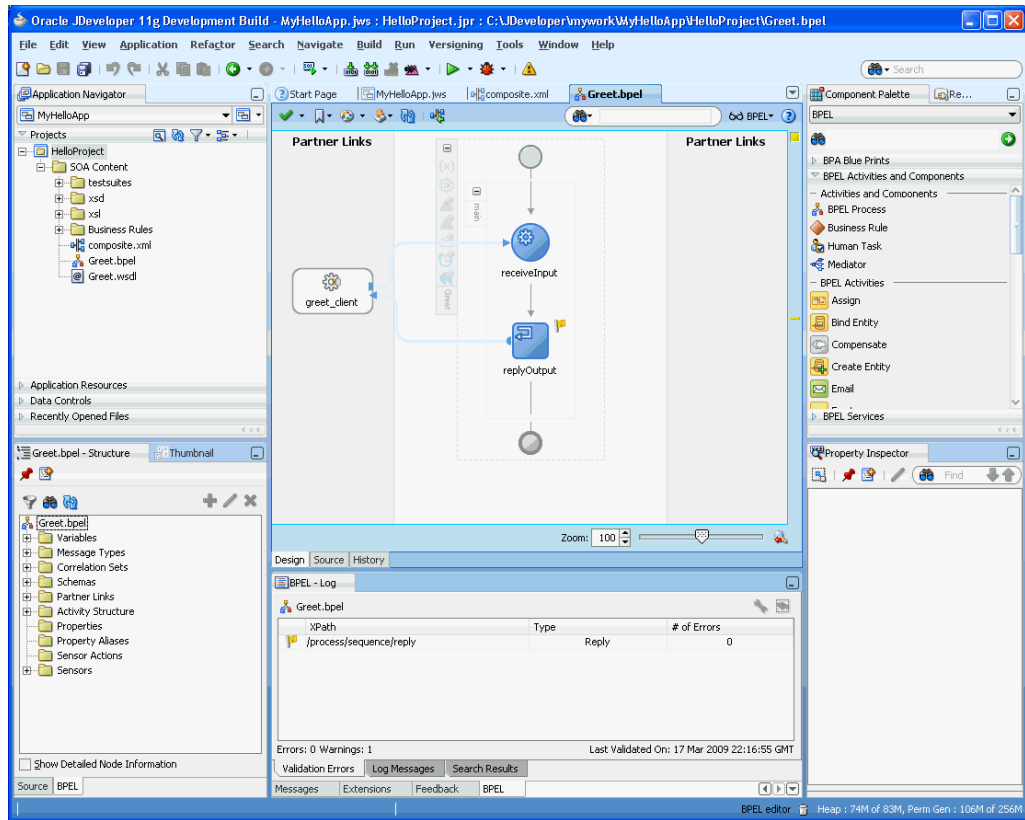 Oracle JDeveloper 11g Development Build - MyHelloApp.jws : HelloProject.jpr : C:\JDeveloper\mywork\MyHelloApp\HelloProject\Greet.bpel
File Edit View Application Refactor Search Navigate Build Run Versioning Tools Window Help
Search
Application Navigator
MyHelloApp
Projects
HelloProject
SOA Content
testsuites
xsd
xsl
Business Rules
composite.xml
Greet.bpel
Greet.wsdl
Application Resources
Data Controls
Recently Opened Files
Greet.bpel - Structure Thumbnail
Greet.bpel
Variables
Message Types
Correlation Sets
Schemas
Partner Links
Activity Structure
Properties
Property Aliases
Sensor Actions
Sensors
Show Detailed Node Information
Source BPEL
Start Page MyHelloApp.jws composite.xml Greet.bpel
BPEL
Partner Links Partner Links
main
receiveInput
greet_client
Greet
replyOutput
Zoom: 100
Design Source History
BPEL - Log
Greet.bpel
XPath Type # of Errors
/process/sequence/reply Reply 0
Errors: 0 Warnings: 1 Last Validated On: 17 Mar 2009 22:16:55 GMT
Validation Errors Log Messages Search Results
Messages Extensions Feedback BPEL
Component Palette Re...
BPEL
BPA Blue Prints
BPEL Activities and Components
Activities and Components
BPEL Process
Business Rule
Human Task
Mediator
BPEL Activities
Assign
Bind Entity
Compensate
Create Entity
Email
BPEL Services
Property Inspector
Find
BPEL editor Heap : 74M of 83M, Perm Gen : 106M of 256M